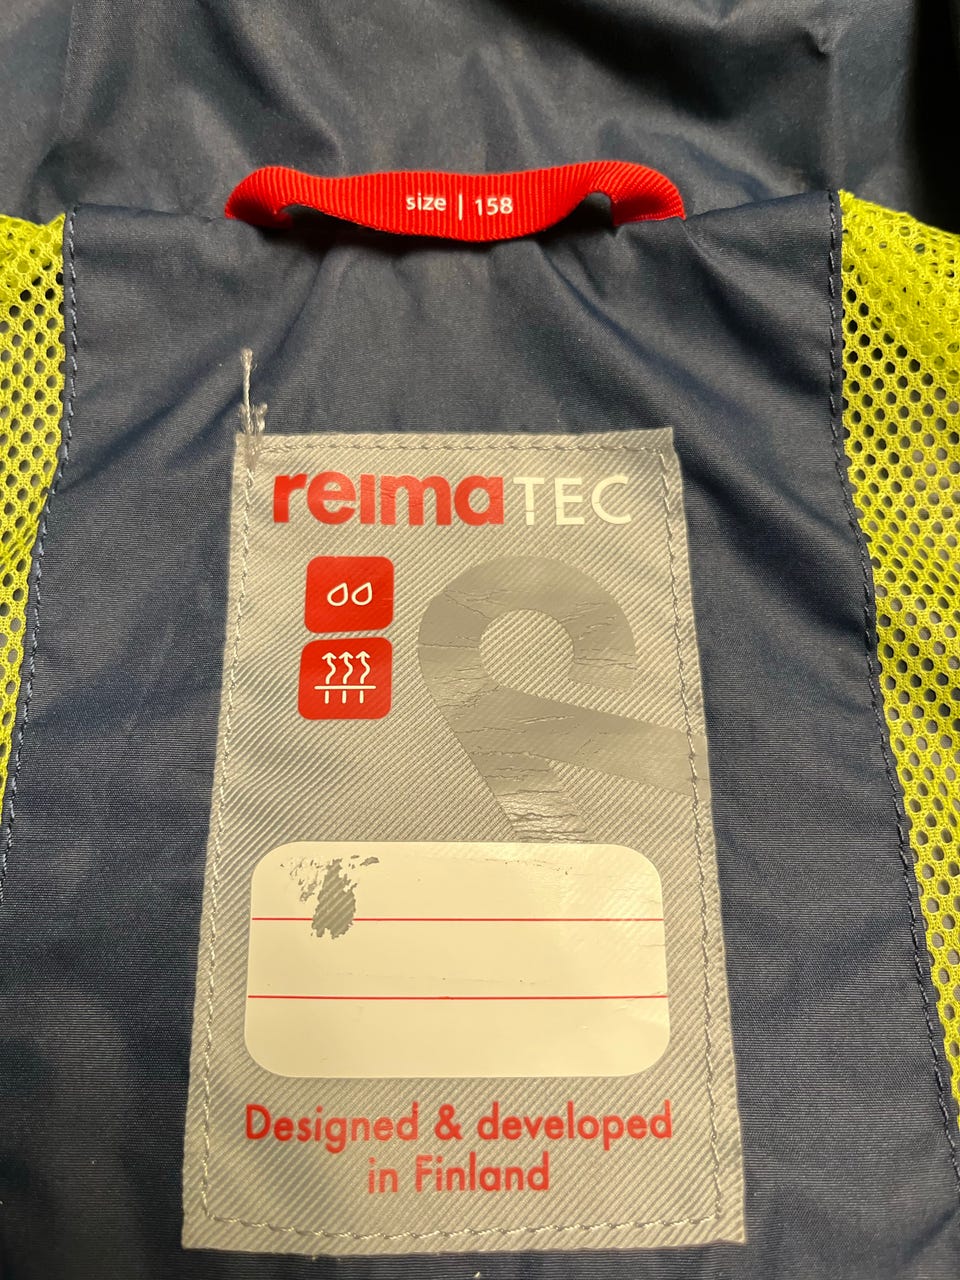 size | 158
reimaTEC
Designed & developed
in Finland